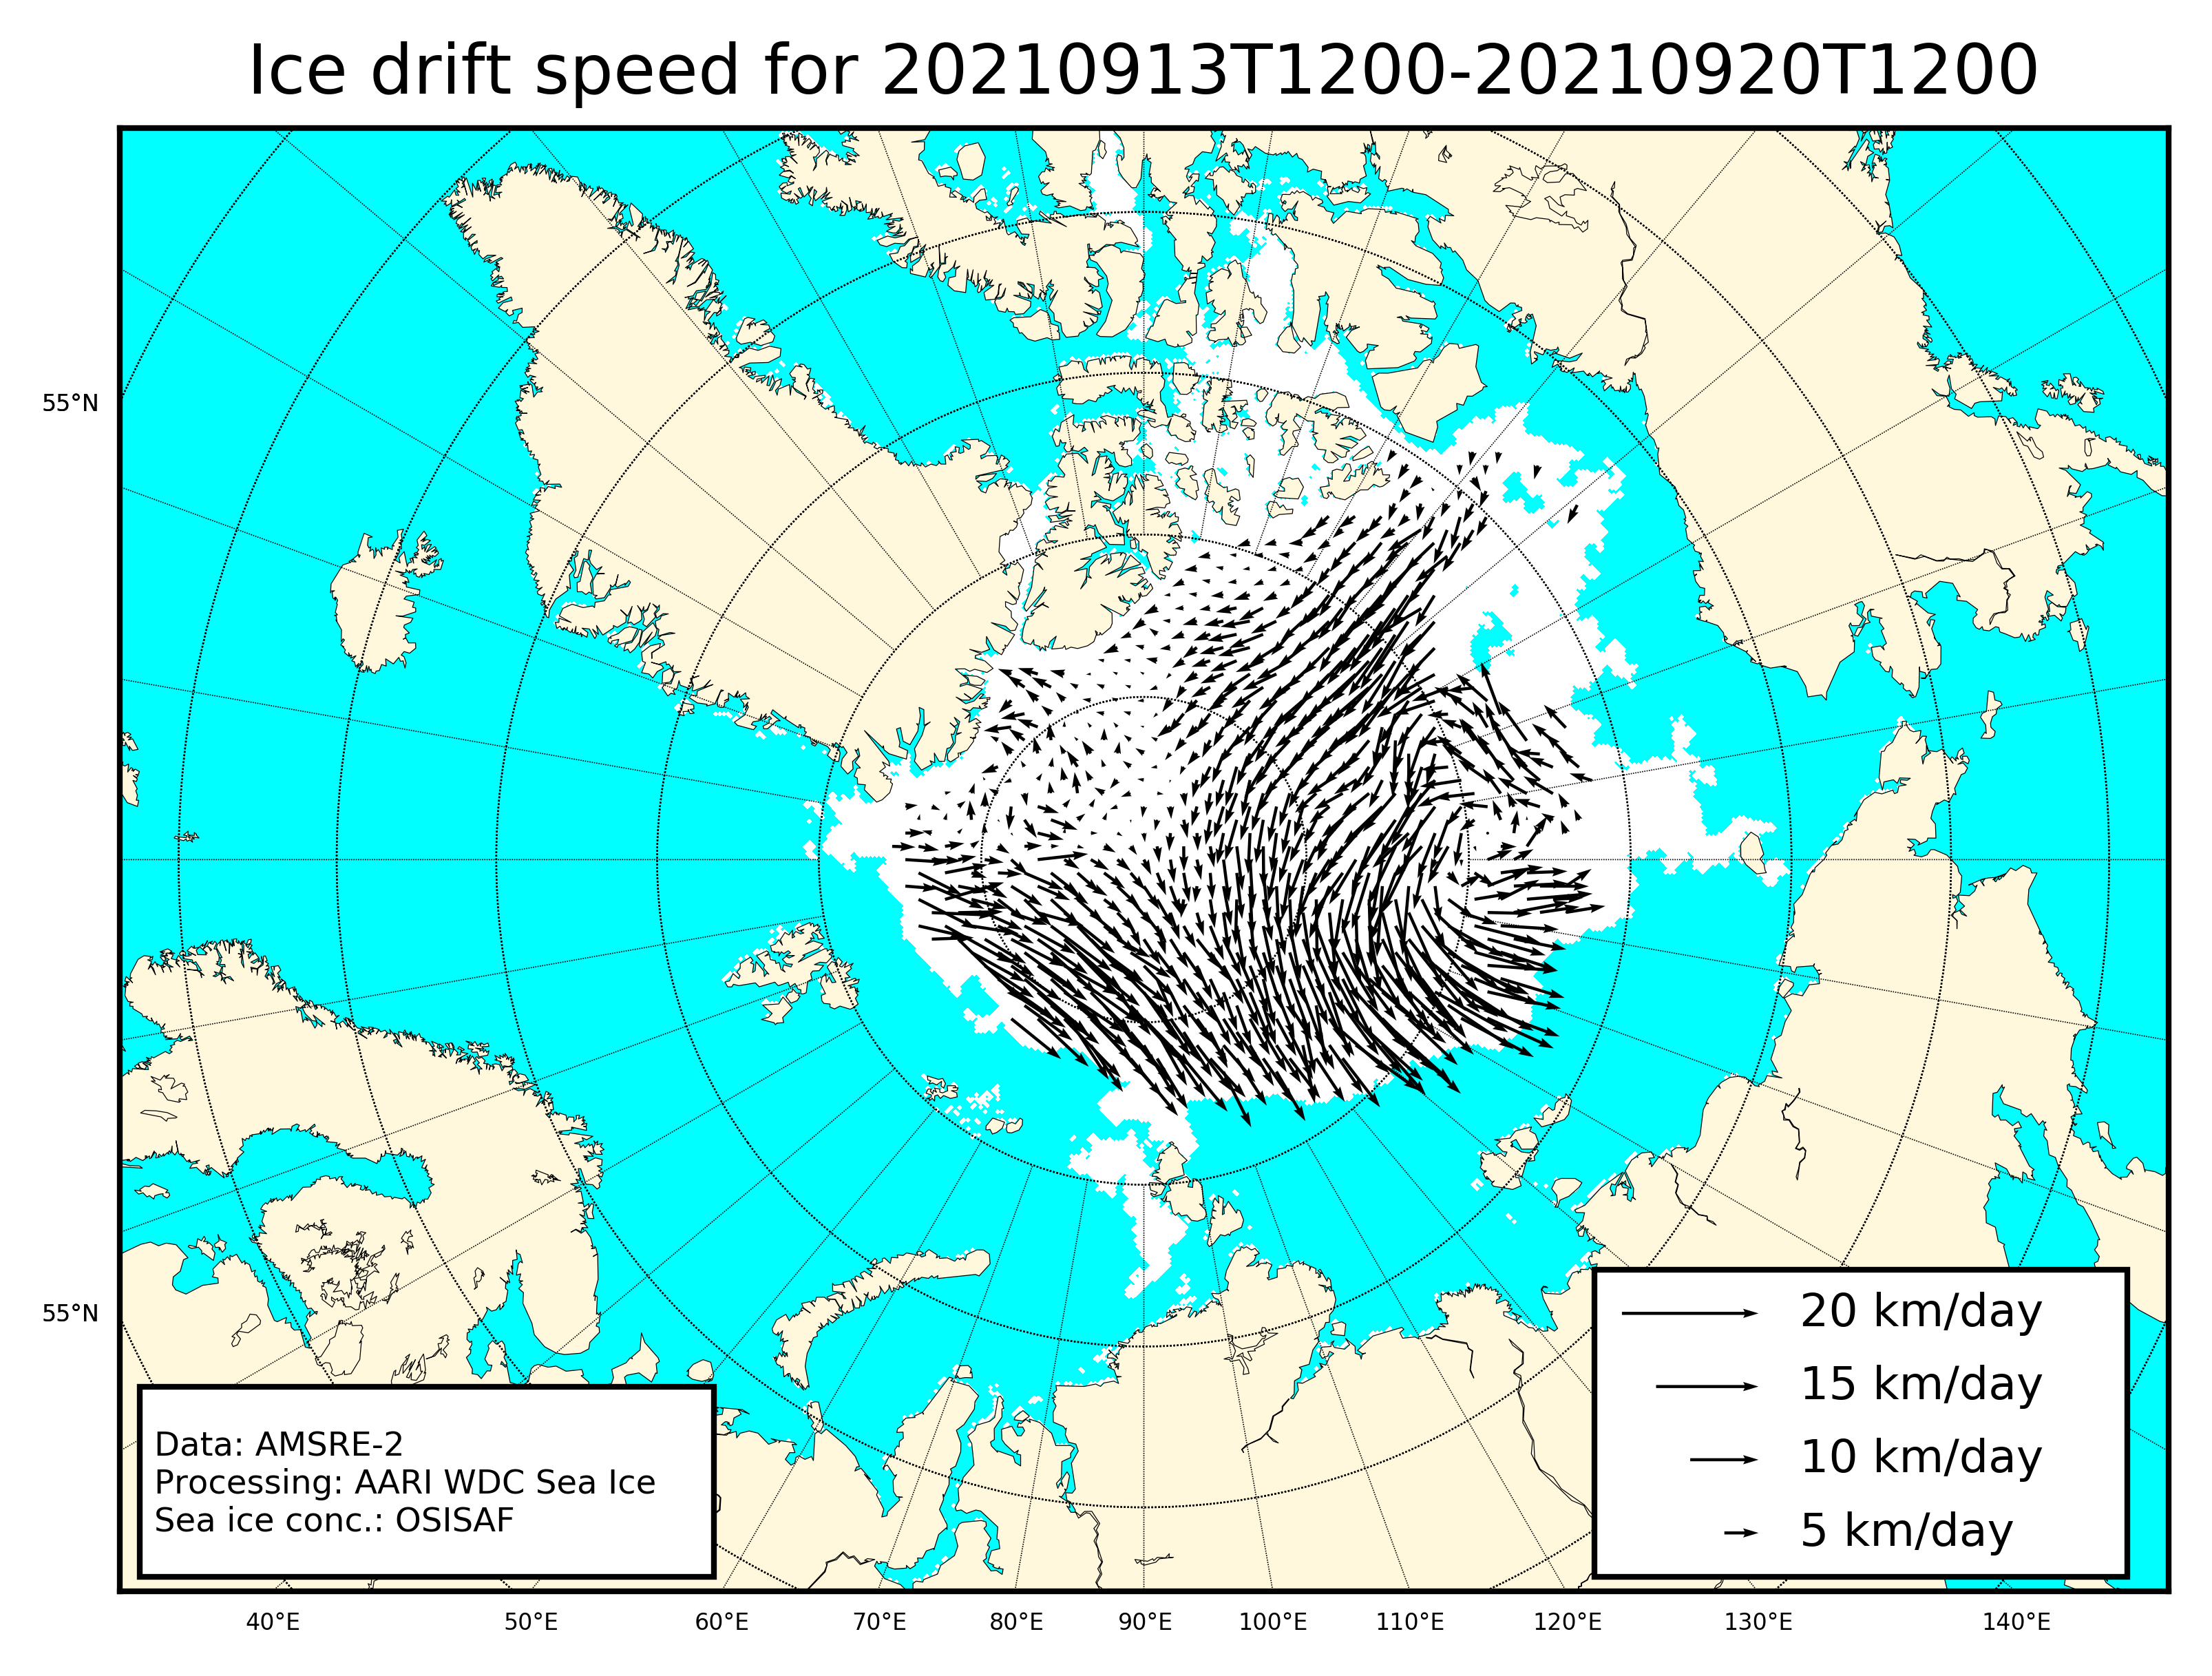 Ice drift speed for 20210913T1200-20210920T1200
55°N
55°N
20 km/day
15 km/day
10 km/day
5 km/day
Data: AMSRE-2
Processing: AARI WDC Sea Ice
Sea ice conc.: OSISAF
40°E 50°E 60°E 70°E 80°E 90°E 100°E 110°E 120°E 130°E 140°E